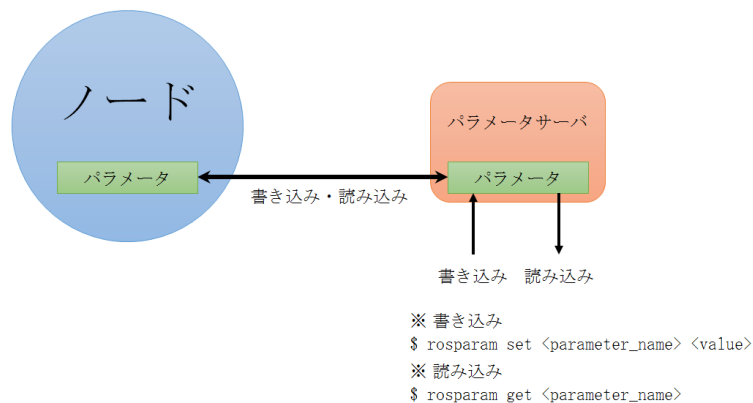 ノード
パラメータ
書き込み・読み込み
パラメータサーバ
パラメータ
書き込み
読み込み
※ 書き込み
$ rosparam set <parameter_name> <value>
※ 読み込み
$ rosparam get <parameter_name>